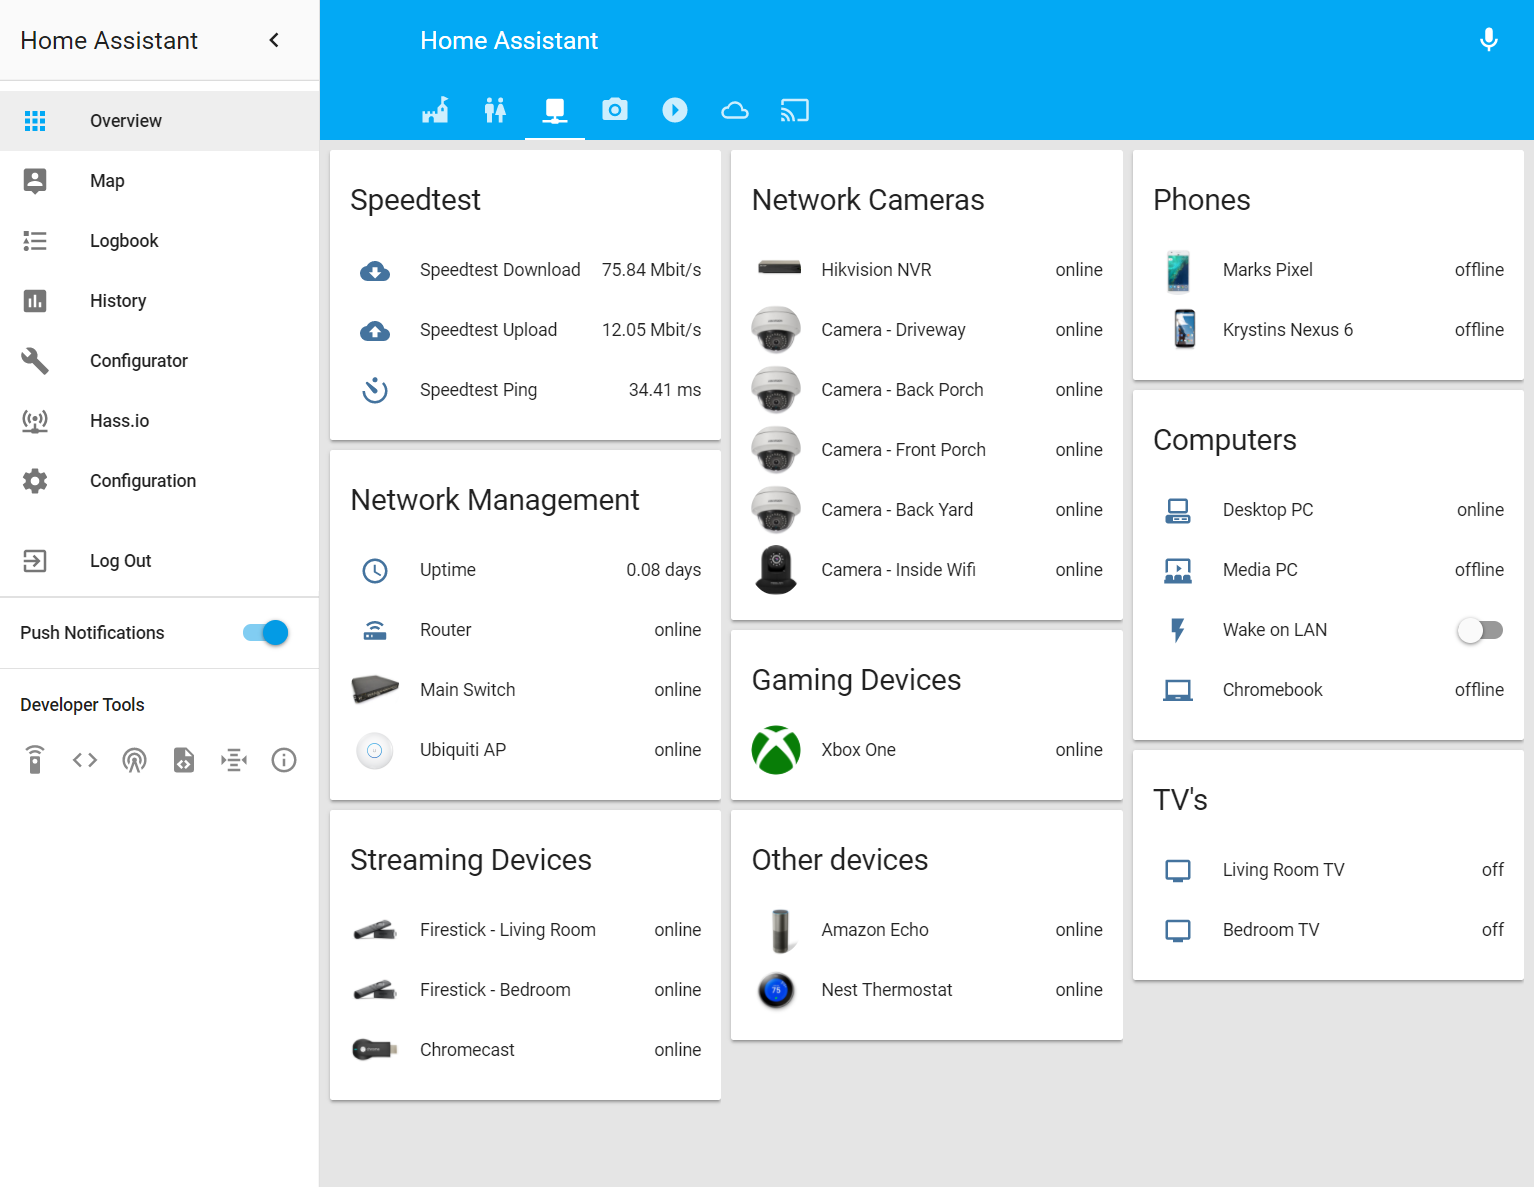 Home Assistant
Overview
Map
Logbook
History
Configurator
Hass.io
Configuration
Log Out
Push Notifications
Developer Tools
Home Assistant
Speedtest
Speedtest Download 75.84 Mbit/s
Speedtest Upload 12.05 Mbit/s
Speedtest Ping 34.41 ms
Network Management
Uptime 0.08 days
Router online
Main Switch online
Ubiquiti AP online
Streaming Devices
Firestick - Living Room online
Firestick - Bedroom online
Chromecast online
Network Cameras
Hikvision NVR online
Camera - Driveway online
Camera - Back Porch online
Camera - Front Porch online
Camera - Back Yard online
Camera - Inside Wifi online
Gaming Devices
Xbox One online
Other devices
Amazon Echo online
75
Nest Thermostat online
Phones
Marks Pixel offline
Krystins Nexus 6 offline
Computers
Desktop PC online
Media PC offline
Wake on LAN
Chromebook offline
TV's
Living Room TV off
Bedroom TV off